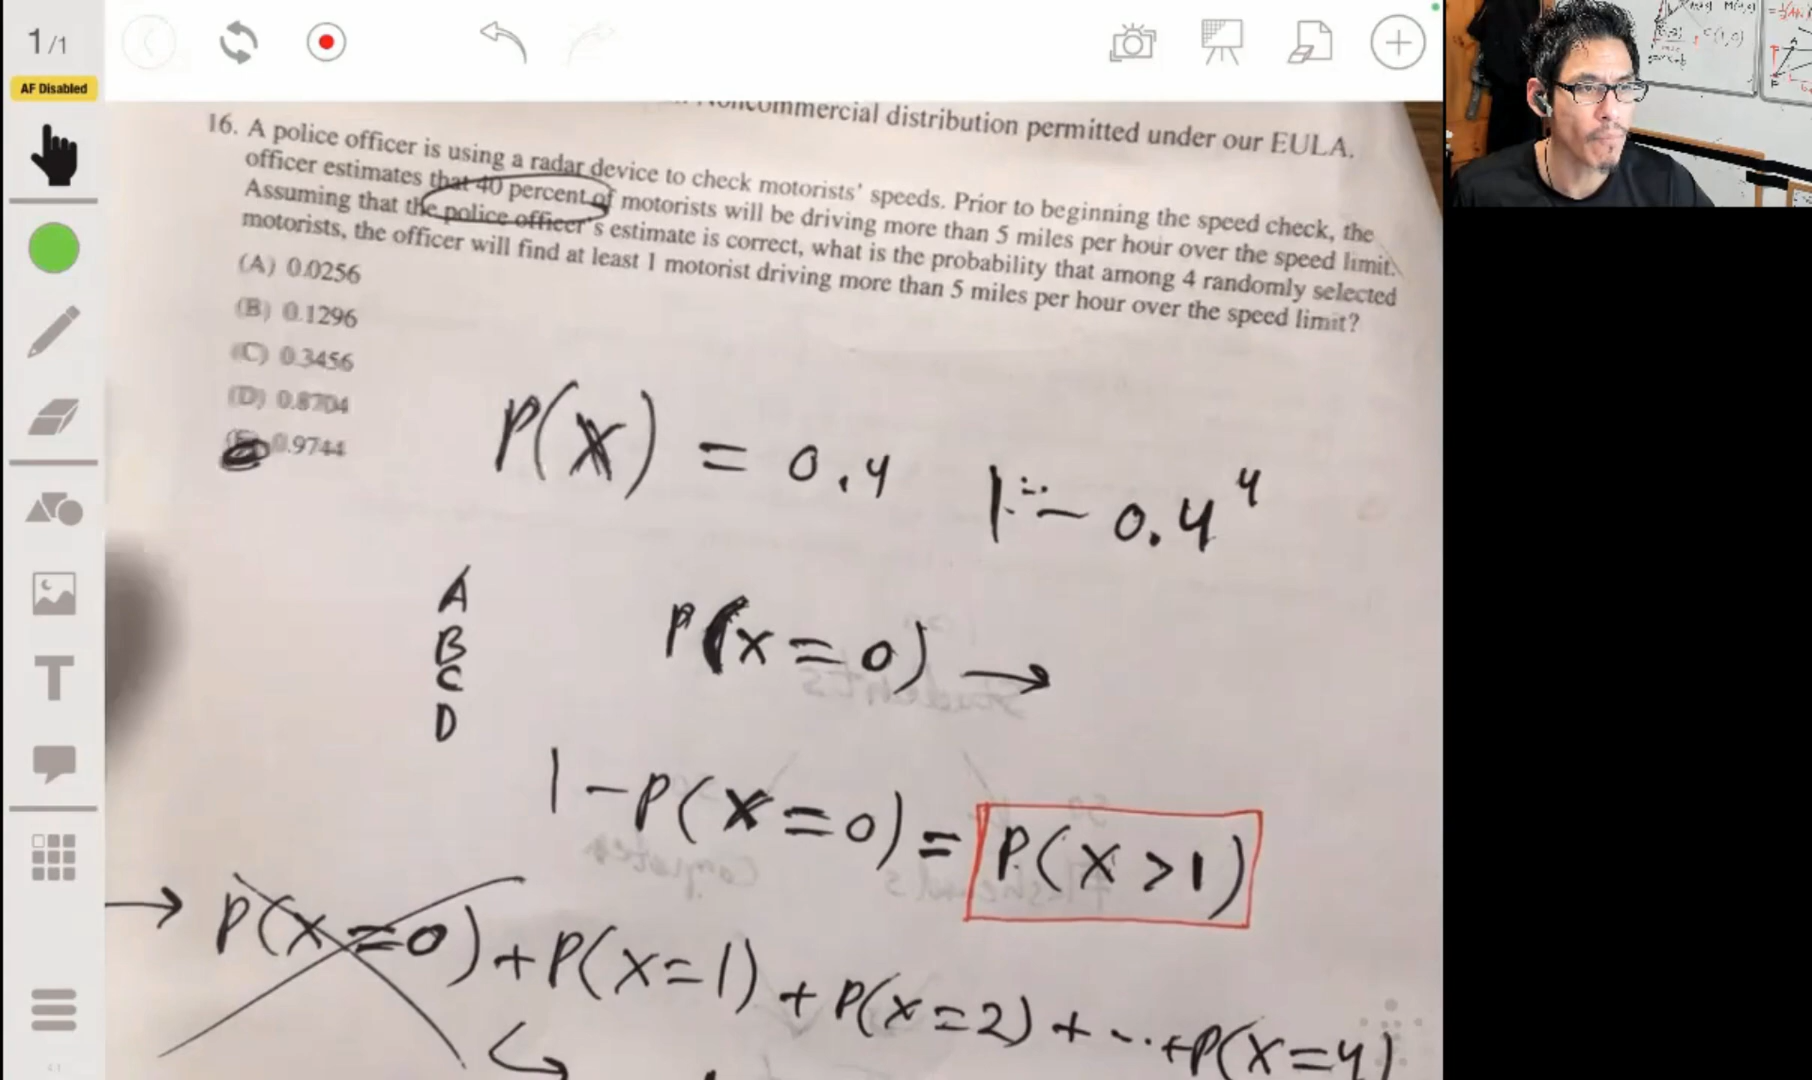 1/1
AF Disabled
Noncommercial distribution permitted under our EULA.
16. A police officer is using a radar device to check motorists' speeds. Prior to beginning the speed check, the
officer estimates that 40 percent of motorists will be driving more than 5 miles per hour over the speed limit.
Assuming that the police officer's estimate is correct, what is the probability that among 4 randomly selected
motorists, the officer will find at least 1 motorist driving more than 5 miles per hour over the speed limit?
(A) 0.0256
(B) 0.1296
(C) 0.3456
(D) 0.8704
0.9744
P(X) = 0.4
1 - 0.4^4
A
B
C
D
P(x=0) →
1-P(x=0) = P(x>1)
→ P(x=0)+P(x=1)+P(x=2)+...+P(x=4)
T